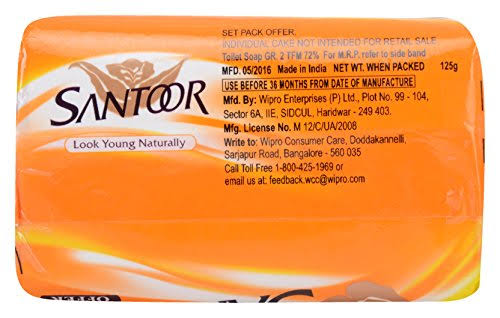 SET PACK OFFER,
INDIVIDUAL CAKE NOT INTENDED FOR RETAIL SALE
Toilet Soap GR. 2 TFM 72% For M.R.P. refer to side band
MFD. 05/2016 Made in India NET WT. WHEN PACKED 125g
USE BEFORE 36 MONTHS FROM DATE OF MANUFACTURE
Mfd. By: Wipro Enterprises (P) Ltd., Plot No. 99 - 104,
Sector 6A, IIE, SIDCUL, Haridwar - 249 403.
Mfg. License No. M 12/C/UA/2008
Write to: Wipro Consumer Care, Doddakannelli,
Sarjapur Road, Bangalore - 560 035
Call Toll Free 1-800-425-1969 or
email us at: feedback.wcc@wipro.com
SANTOOR
Look Young Naturally
OFFER